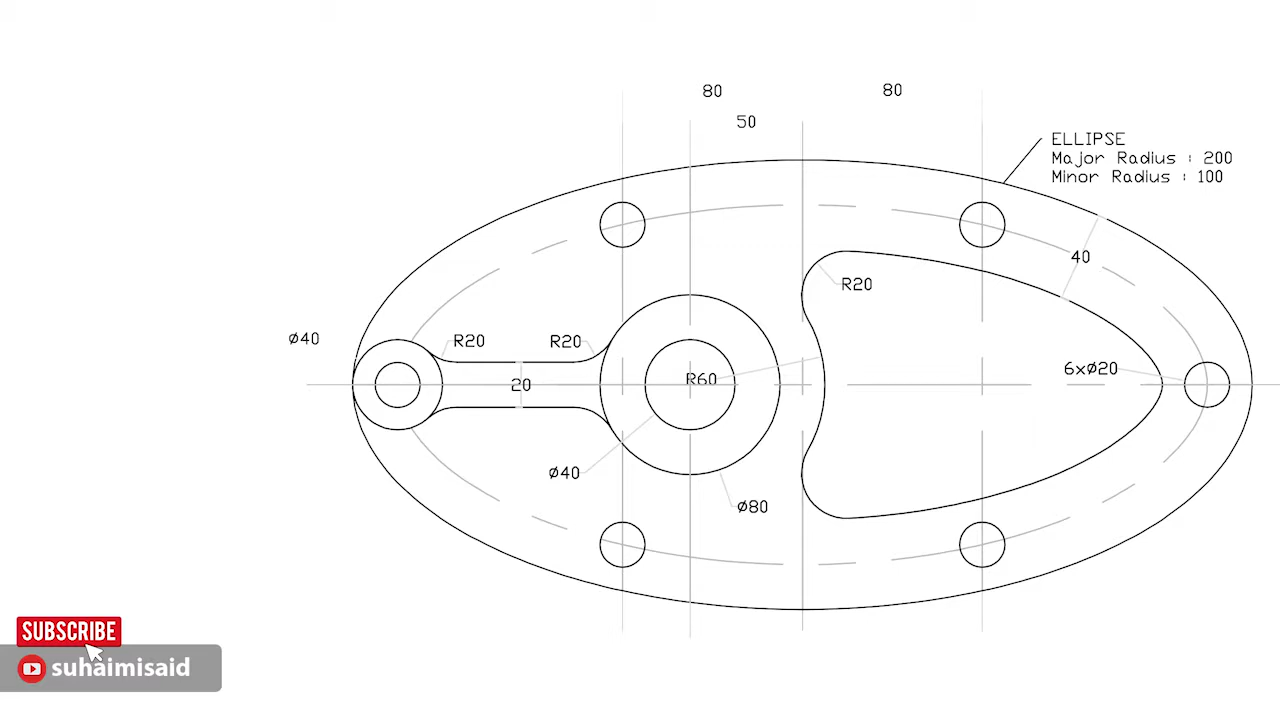 80
80
50
ELLIPSE
Major Radius : 200
Minor Radius : 100
40
R20
ø40
R20
R20
6xø20
R60
20
ø40
ø80
SUBSCRIBE
suhaimisaid